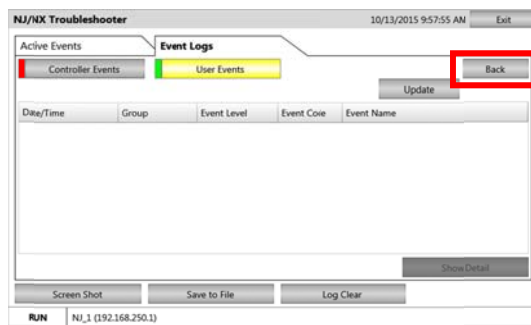 NJ/NX Troubleshooter 10/13/2015 9:57:55 AM Exit
Active Events Event Logs
Controller Events User Events Back
Update
Date/Time Group Event Level Event Core Event Name
Show Detail
Screen Shot Save to File Log Clear
RUN NJ_1 (192.168.250.1)